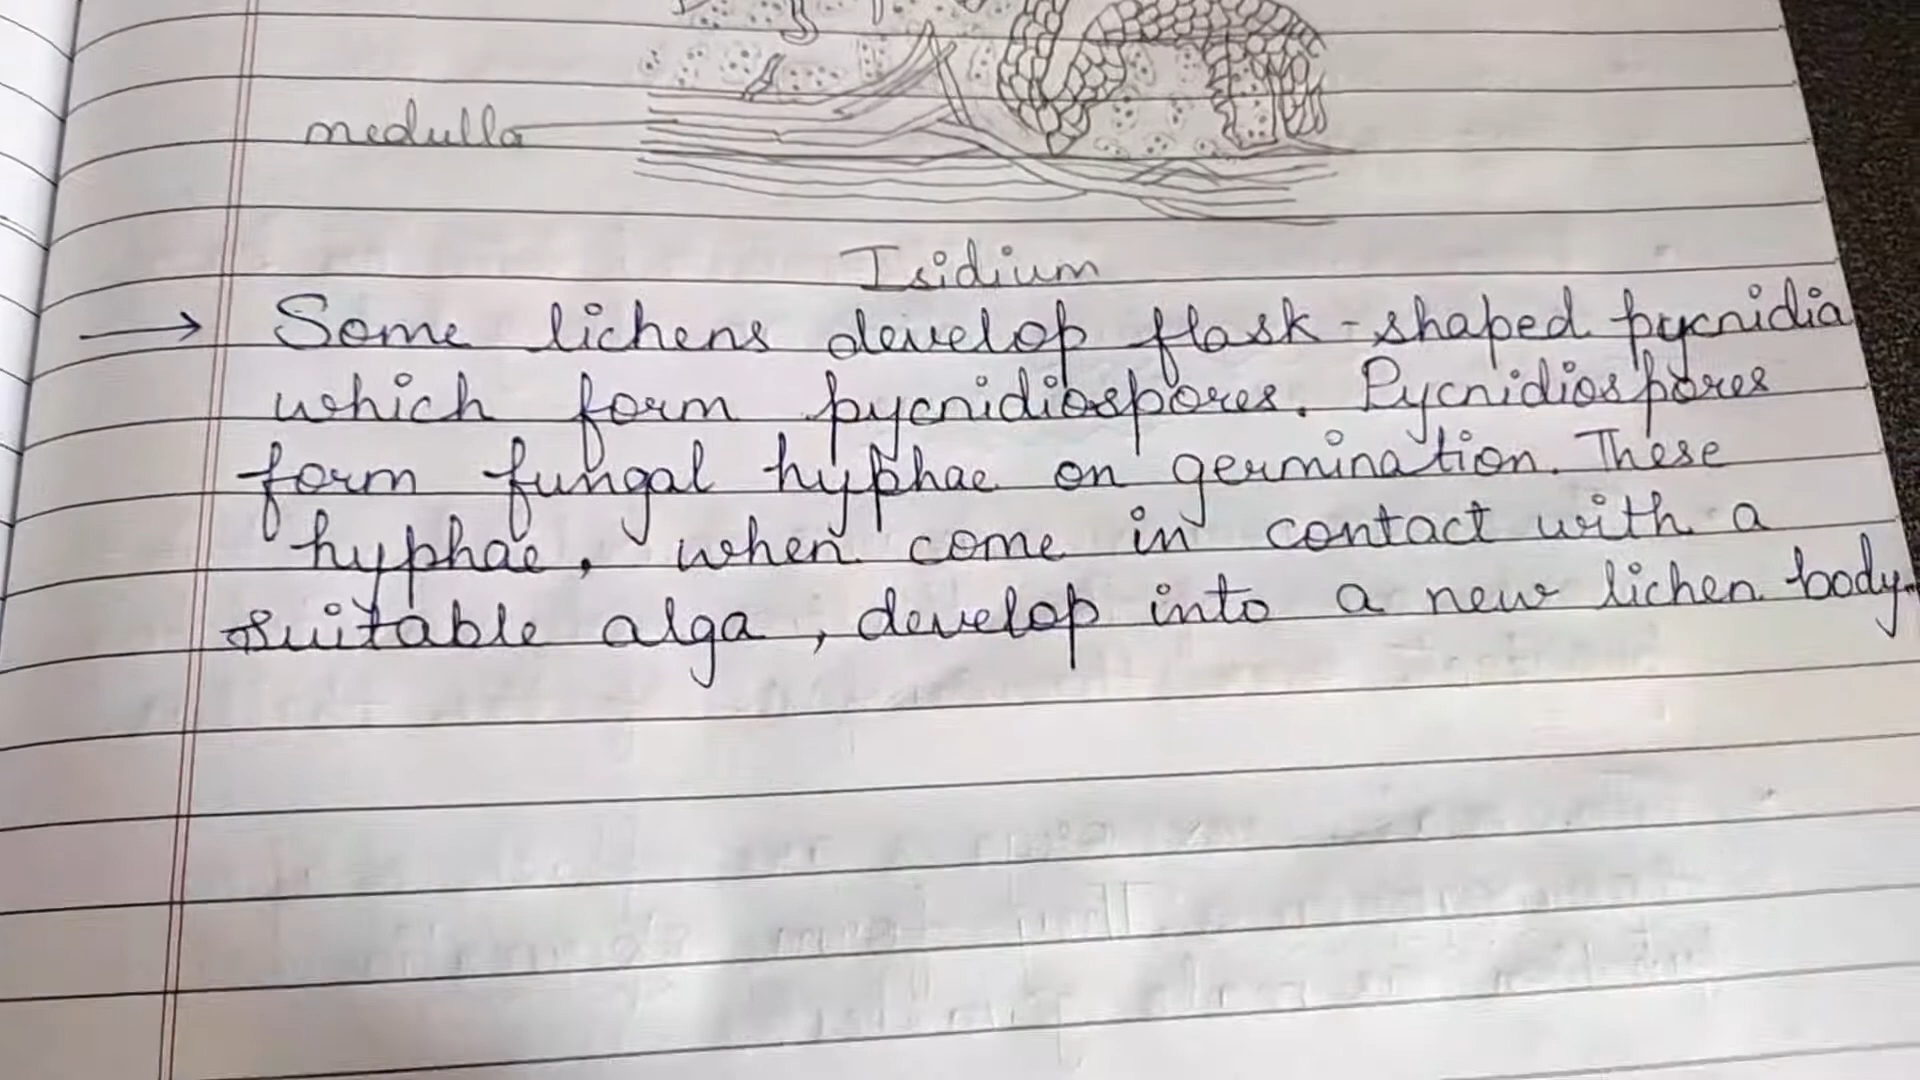 medulla
Isidium
→ Some lichens develop flask-shaped pycnidia,
which form pycnidiospores. Pycnidiospores
form fungal hyphae on germination. These
hyphae, when come in contact with a
suitable alga, develop into a new lichen body.